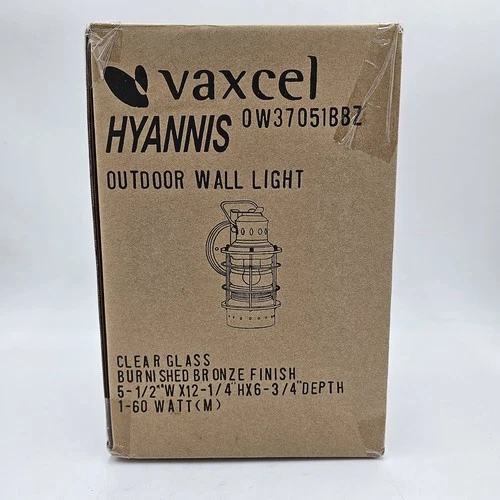 vaxcel
HYANNIS OW37051BBZ
OUTDOOR WALL LIGHT
CLEAR GLASS
BURNISHED BRONZE FINISH
5-1/2"W X12-1/4"HX6-3/4"DEPTH
1-60 WATT(M)